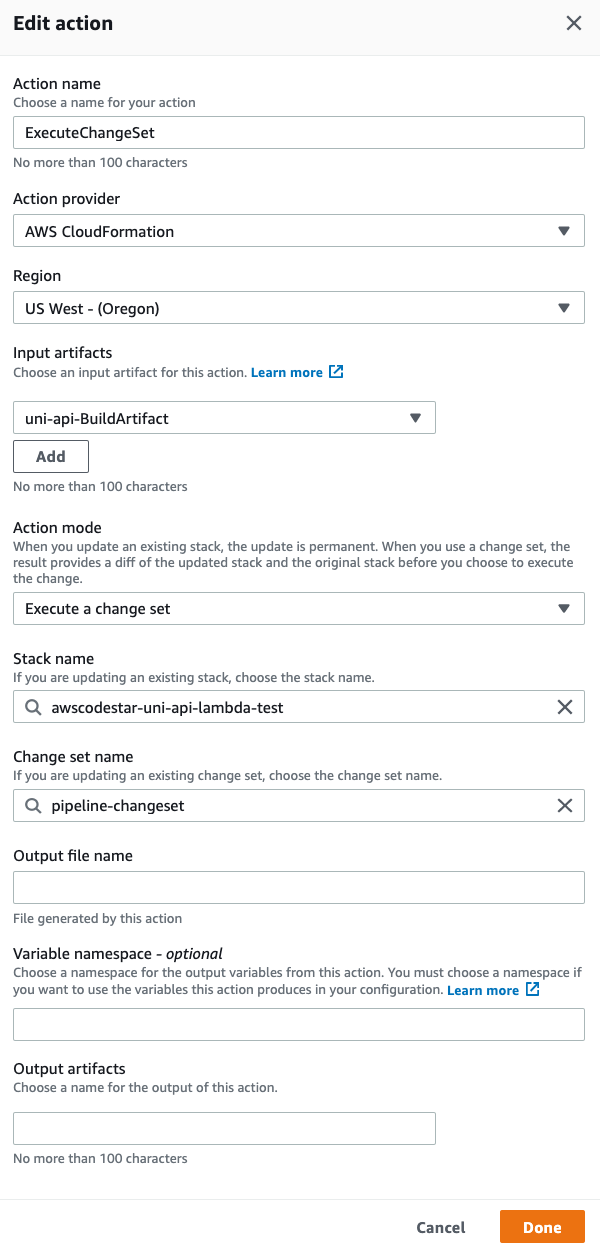 Edit action
Action name
Choose a name for your action
ExecuteChangeSet
No more than 100 characters
Action provider
AWS CloudFormation
Region
US West - (Oregon)
Input artifacts
Choose an input artifact for this action. Learn more
uni-api-BuildArtifact
Add
No more than 100 characters
Action mode
When you update an existing stack, the update is permanent. When you use a change set, the
result provides a diff of the updated stack and the original stack before you choose to execute
the change.
Execute a change set
Stack name
If you are updating an existing stack, choose the stack name.
awscodestar-uni-api-lambda-test
Change set name
If you are updating an existing change set, choose the change set name.
pipeline-changeset
Output file name
File generated by this action
Variable namespace - optional
Choose a namespace for the output variables from this action. You must choose a namespace if
you want to use the variables this action produces in your configuration. Learn more
Output artifacts
Choose a name for the output of this action.
No more than 100 characters
Cancel
Done